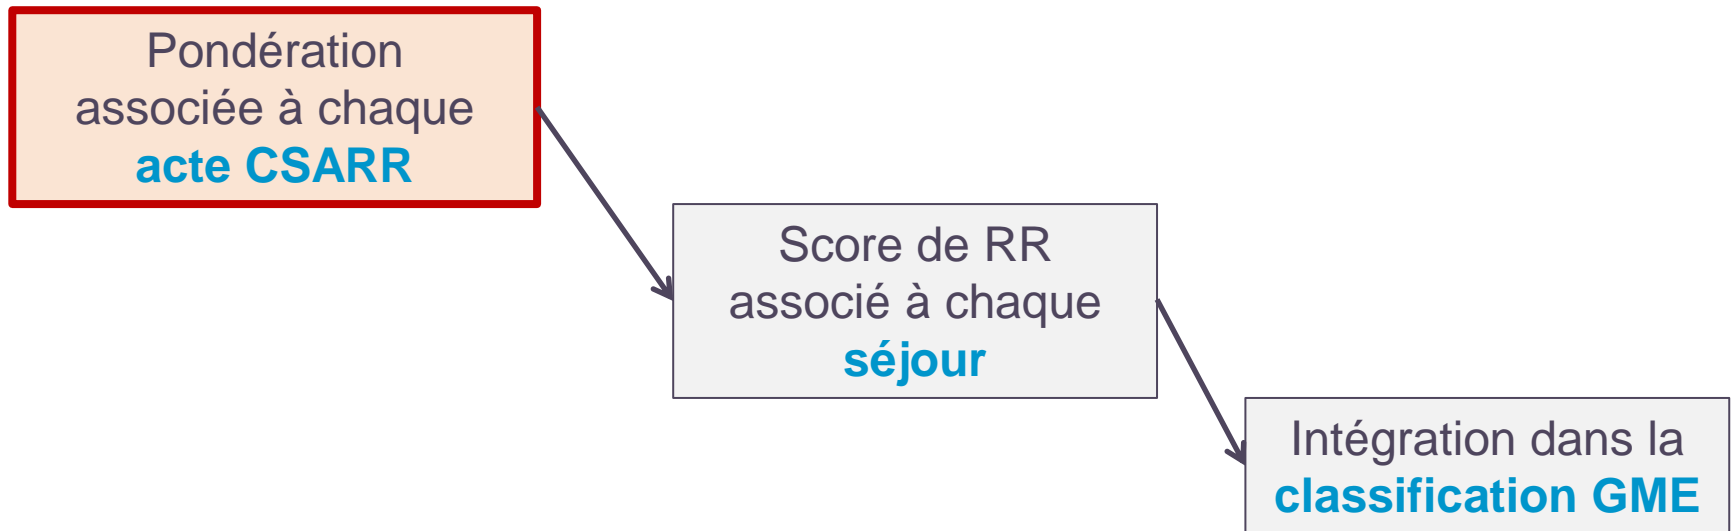 Pondération
associée à chaque
acte CSARR
Score de RR
associé à chaque
séjour
Intégration dans la
classification GME